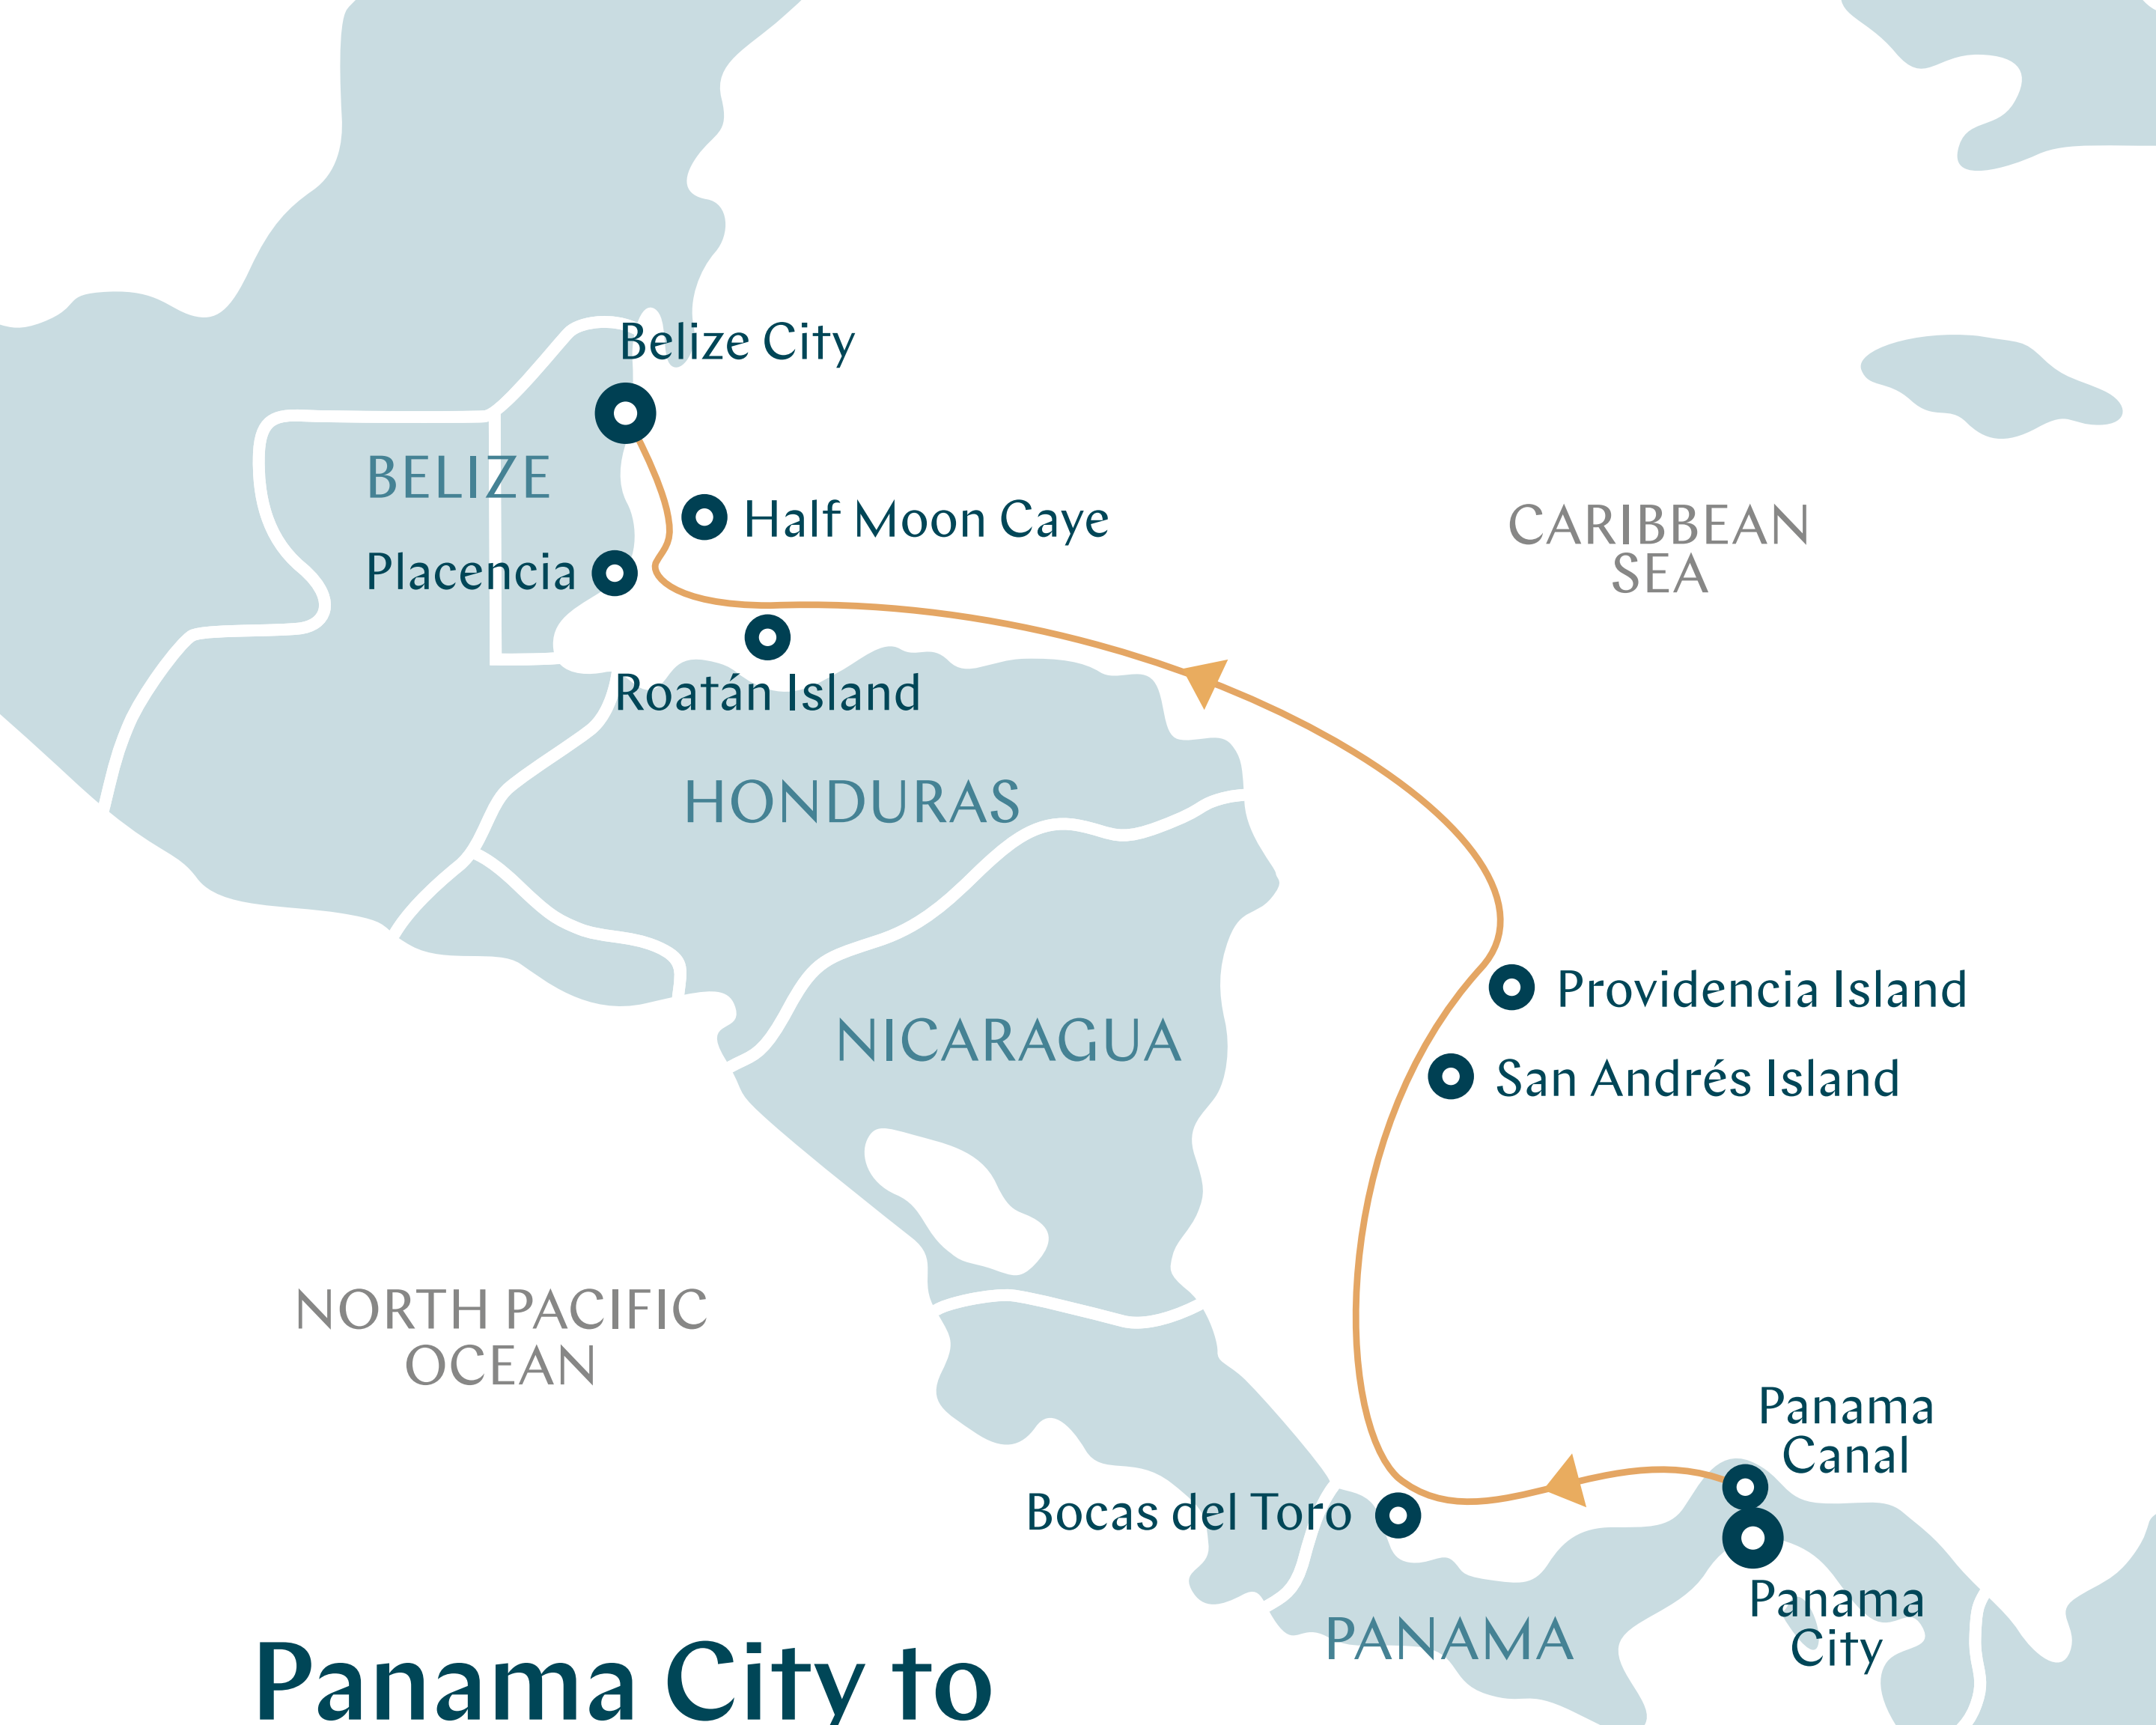 Belize City
BELIZE
Half Moon Caye
CARIBBEAN
SEA
Placencia
Roatán Island
HONDURAS
Providencia Island
NICARAGUA
San Andrés Island
NORTH PACIFIC
OCEAN
Panama
Canal
Bocas del Toro
Panama
City
PANAMA
Panama City to